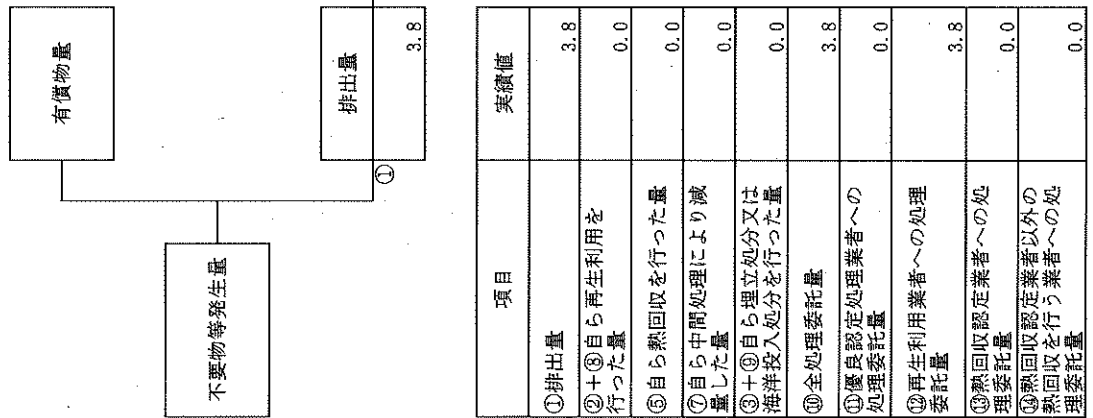 有償物量
不要物等発生量
①
排出量
3.8
項目
実績値
①排出量
3.8
②+⑧自ら再生利用を
行った量
0.0
⑤自ら熱回収を行った量
0.0
⑦自ら中間処理により減
量した量
0.0
③+⑨自ら埋立処分又は
海洋投入処分を行った量
0.0
⑩全処理委託量
3.8
⑪優良認定処理業者への
処理委託量
0.0
⑫再生利用業者への処理
委託量
3.8
⑬熱回収認定業者への処
理委託量
0.0
⑭熱回収認定業者以外の
熱回収を行う業者への処
理委託量
0.0